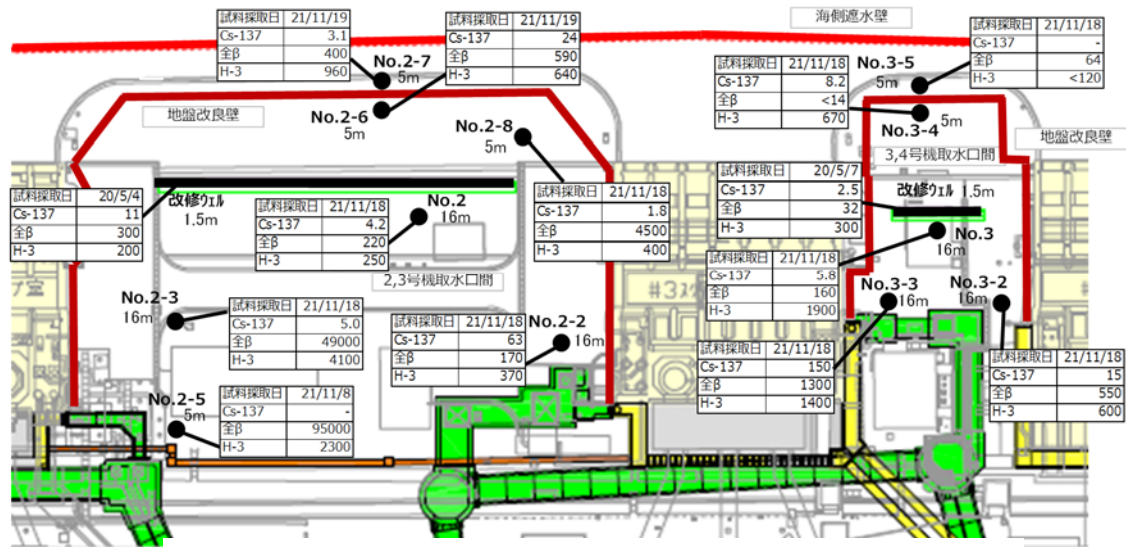 海側遮水壁
試料採取日 21/11/19
Cs-137 3.1
全β 400
H-3 960
試料採取日 21/11/19
Cs-137 24
全β 590
H-3 640
試料採取日 21/11/18
Cs-137 -
全β 64
H-3 <120
No.2-7
5m
No.3-5
5m
試料採取日 21/11/18
Cs-137 8.2
全β <14
H-3 670
地盤改良壁
No.2-6
5m
No.2-8
5m
5m
No.3-4
地盤改良壁
3,4号機取水口間
試料採取日 20/5/4
Cs-137 11
全β 300
H-3 200
改修ウェル
1.5m
試料採取日 21/11/18
Cs-137 4.2
全β 220
H-3 250
No.2
16m
試料採取日 21/11/18
Cs-137 1.8
全β 4500
H-3 400
試料採取日 20/5/7
Cs-137 2.5
全β 32
H-3 300
改修ウェル 1.5m
No.3
16m
2,3号機取水口間
試料採取日 21/11/18
Cs-137 5.8
全β 160
H-3 1900
No.2-3
16m
試料採取日 21/11/18
Cs-137 5.0
全β 49000
H-3 4100
試料採取日 21/11/18
Cs-137 63
全β 170
H-3 370
No.2-2
16m
No.3-3
16m
No.3-2
16m
試料採取日 21/11/18
Cs-137 150
全β 1300
H-3 1400
試料採取日 21/11/18
Cs-137 15
全β 550
H-3 600
No.2-5
5m
試料採取日 21/11/8
Cs-137 -
全β 95000
H-3 2300